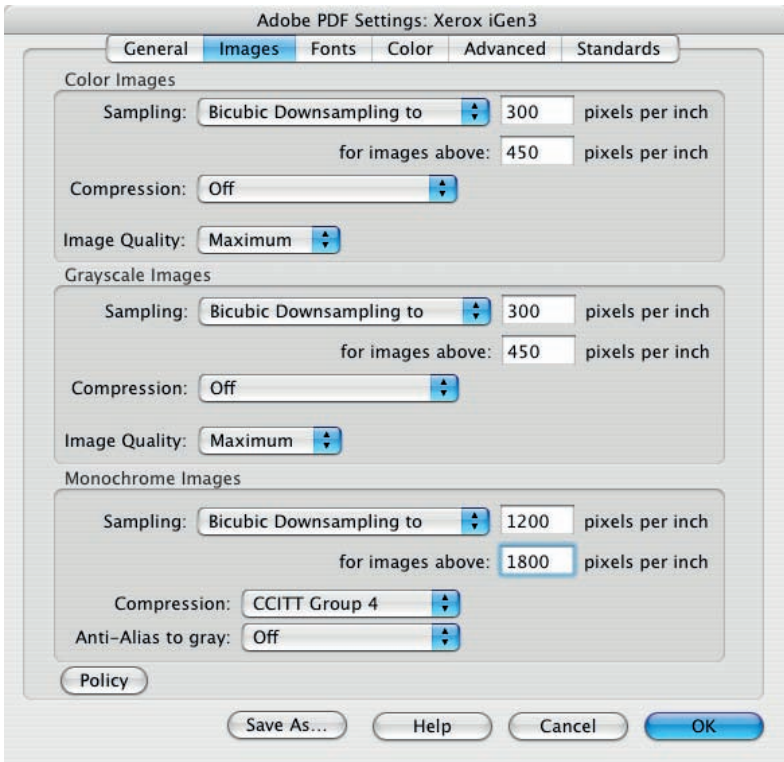 Adobe PDF Settings: Xerox iGen3
General Images Fonts Color Advanced Standards
Color Images
Sampling: Bicubic Downsampling to 300 pixels per inch
for images above: 450 pixels per inch
Compression: Off
Image Quality: Maximum
Grayscale Images
Sampling: Bicubic Downsampling to 300 pixels per inch
for images above: 450 pixels per inch
Compression: Off
Image Quality: Maximum
Monochrome Images
Sampling: Bicubic Downsampling to 1200 pixels per inch
for images above: 1800 pixels per inch
Compression: CCITT Group 4
Anti-Alias to gray: Off
Policy
Save As... Help Cancel OK